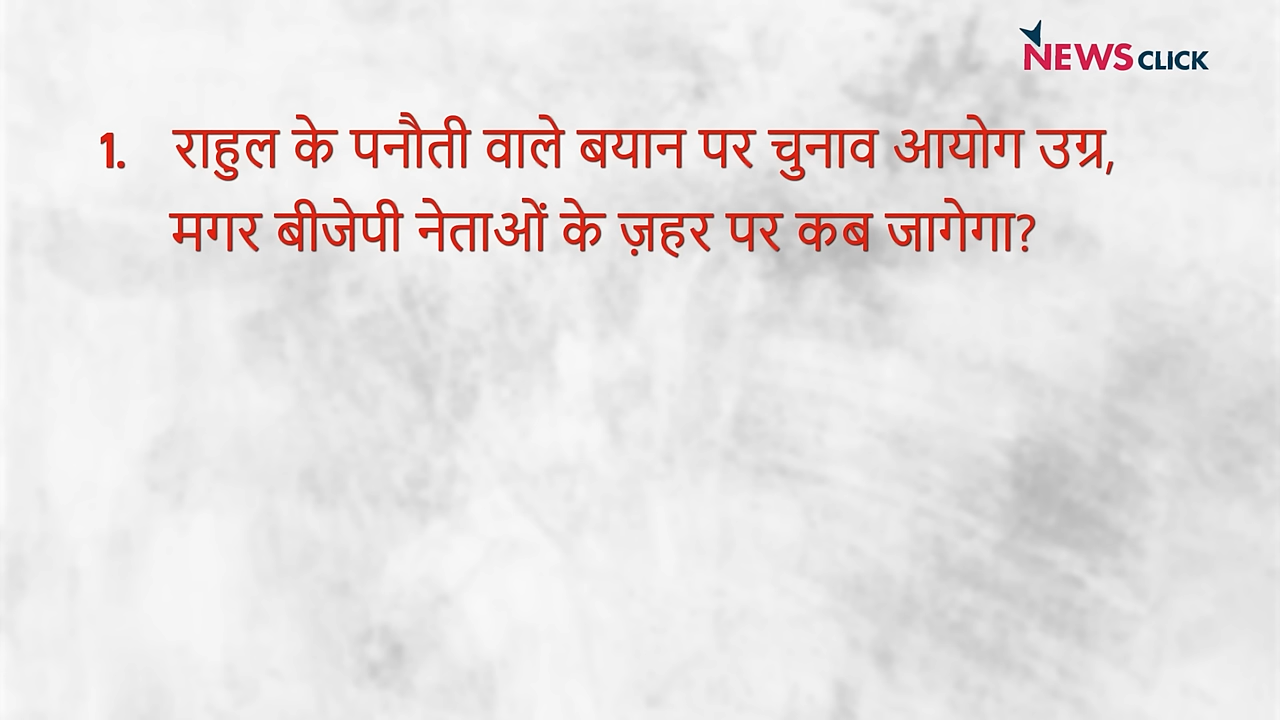 NEWS CLICK
1. राहुल के पनौती वाले बयान पर चुनाव आयोग उग्र,
मगर बीजेपी नेताओं के ज़हर पर कब जागेगा?